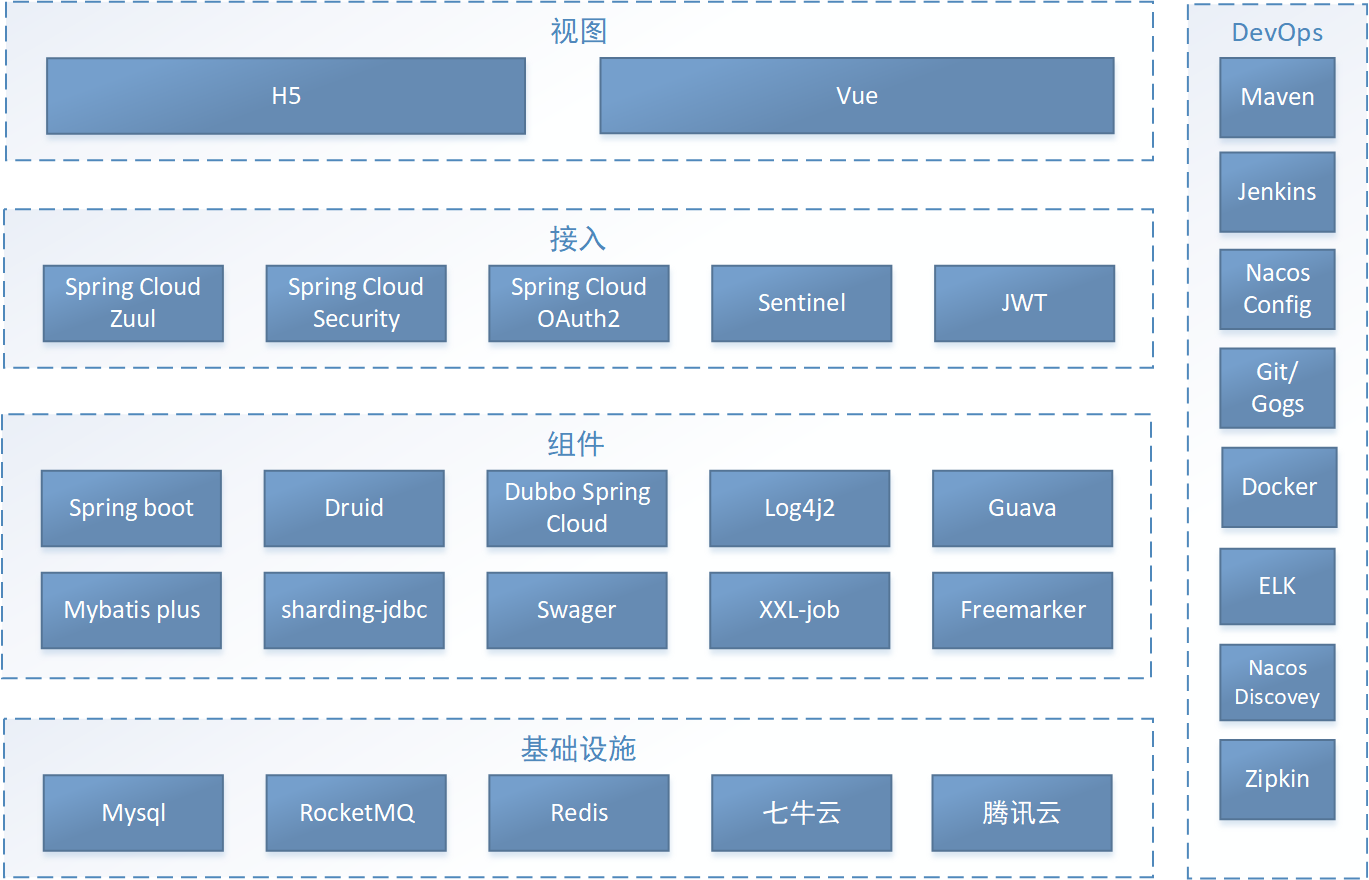 视图
H5
Vue
接入
Spring Cloud
Zuul
Spring Cloud
Security
Spring Cloud
OAuth2
Sentinel
JWT
组件
Spring boot
Druid
Dubbo Spring
Cloud
Log4j2
Guava
Mybatis plus
sharding-jdbc
Swager
XXL-job
Freemarker
基础设施
Mysql
RocketMQ
Redis
七牛云
腾讯云
DevOps
Maven
Jenkins
Nacos
Config
Git/
Gogs
Docker
ELK
Nacos
Discovey
Zipkin